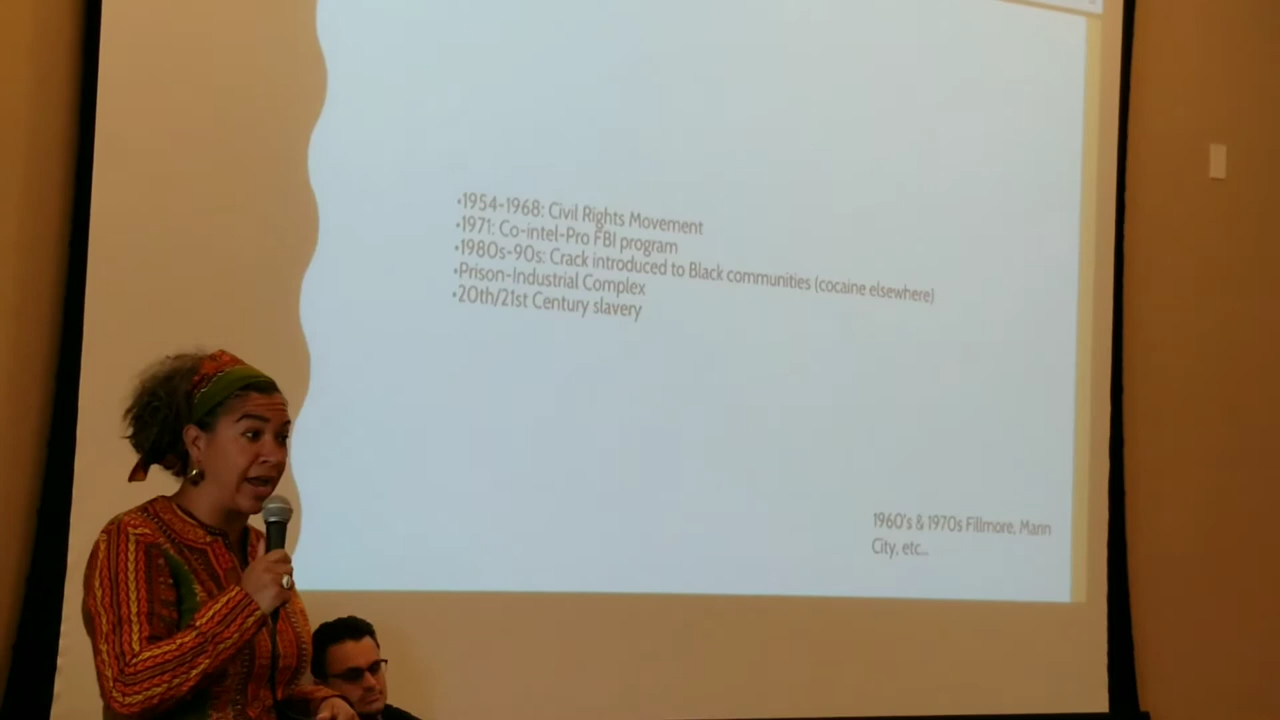 •1954-1968: Civil Rights Movement
•1971: Co-intel-Pro FBI program
•1980s-90s: Crack introduced to Black communities (cocaine elsewhere)
•Prison-Industrial Complex
•20th/21st Century slavery
1960's & 1970s Fillmore, Marin
City, etc...